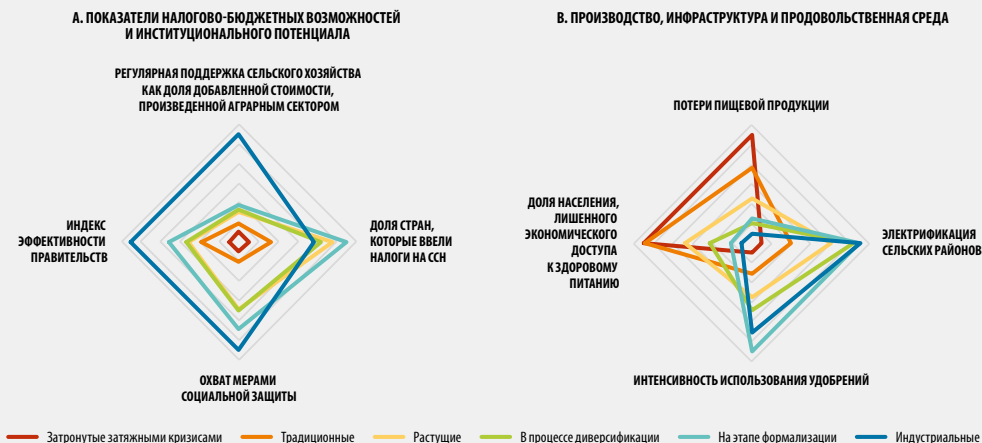 А. ПОКАЗАТЕЛИ НАЛОГОВО-БЮДЖЕТНЫХ ВОЗМОЖНОСТЕЙ
И ИНСТИТУЦИОНАЛЬНОГО ПОТЕНЦИАЛА
РЕГУЛЯРНАЯ ПОДДЕРЖКА СЕЛЬСКОГО ХОЗЯЙСТВА
КАК ДОЛЯ ДОБАВЛЕННОЙ СТОИМОСТИ,
ПРОИЗВЕДЕННОЙ АГРАРНЫМ СЕКТОРОМ
ИНДЕКС
ЭФФЕКТИВНОСТИ
ПРАВИТЕЛЬСТВ
ДОЛЯ СТРАН,
КОТОРЫЕ ВВЕЛИ
НАЛОГИ НА ССН
ОХВАТ МЕРАМИ
СОЦИАЛЬНОЙ ЗАЩИТЫ
В. ПРОИЗВОДСТВО, ИНФРАСТРУКТУРА И ПРОДОВОЛЬСТВЕННАЯ СРЕДА
ПОТЕРИ ПИЩЕВОЙ ПРОДУКЦИИ
ДОЛЯ НАСЕЛЕНИЯ,
ЛИШЕННОГО
ЭКОНОМИЧЕСКОГО
ДОСТУПА
К ЗДОРОВОМУ
ПИТАНИЮ
ЭЛЕКТРИФИКАЦИЯ
СЕЛЬСКИХ РАЙОНОВ
ИНТЕНСИВНОСТЬ ИСПОЛЬЗОВАНИЯ УДОБРЕНИЙ
Затронутые затяжными кризисами Традиционные Растущие В процессе диверсификации На этапе формализации Индустриальные